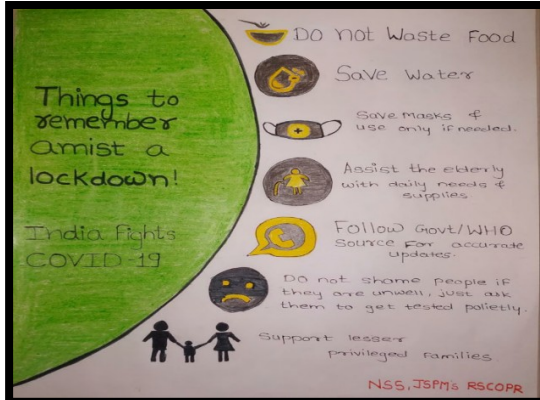 Things to
remember
amist a
lockdown!
India fights
COVID-19
Do not Waste Food
Save Water
Save masks &
use only if needed.
Assist the elderly
with daily needs &
supplies
Follow Govt/WHO
Source for accurate
updates.
Do not shame people if
they are unwell, just ask
them to get tested polietly.
Support lesser
privileged families
NSS, JSPM's RSCOPR